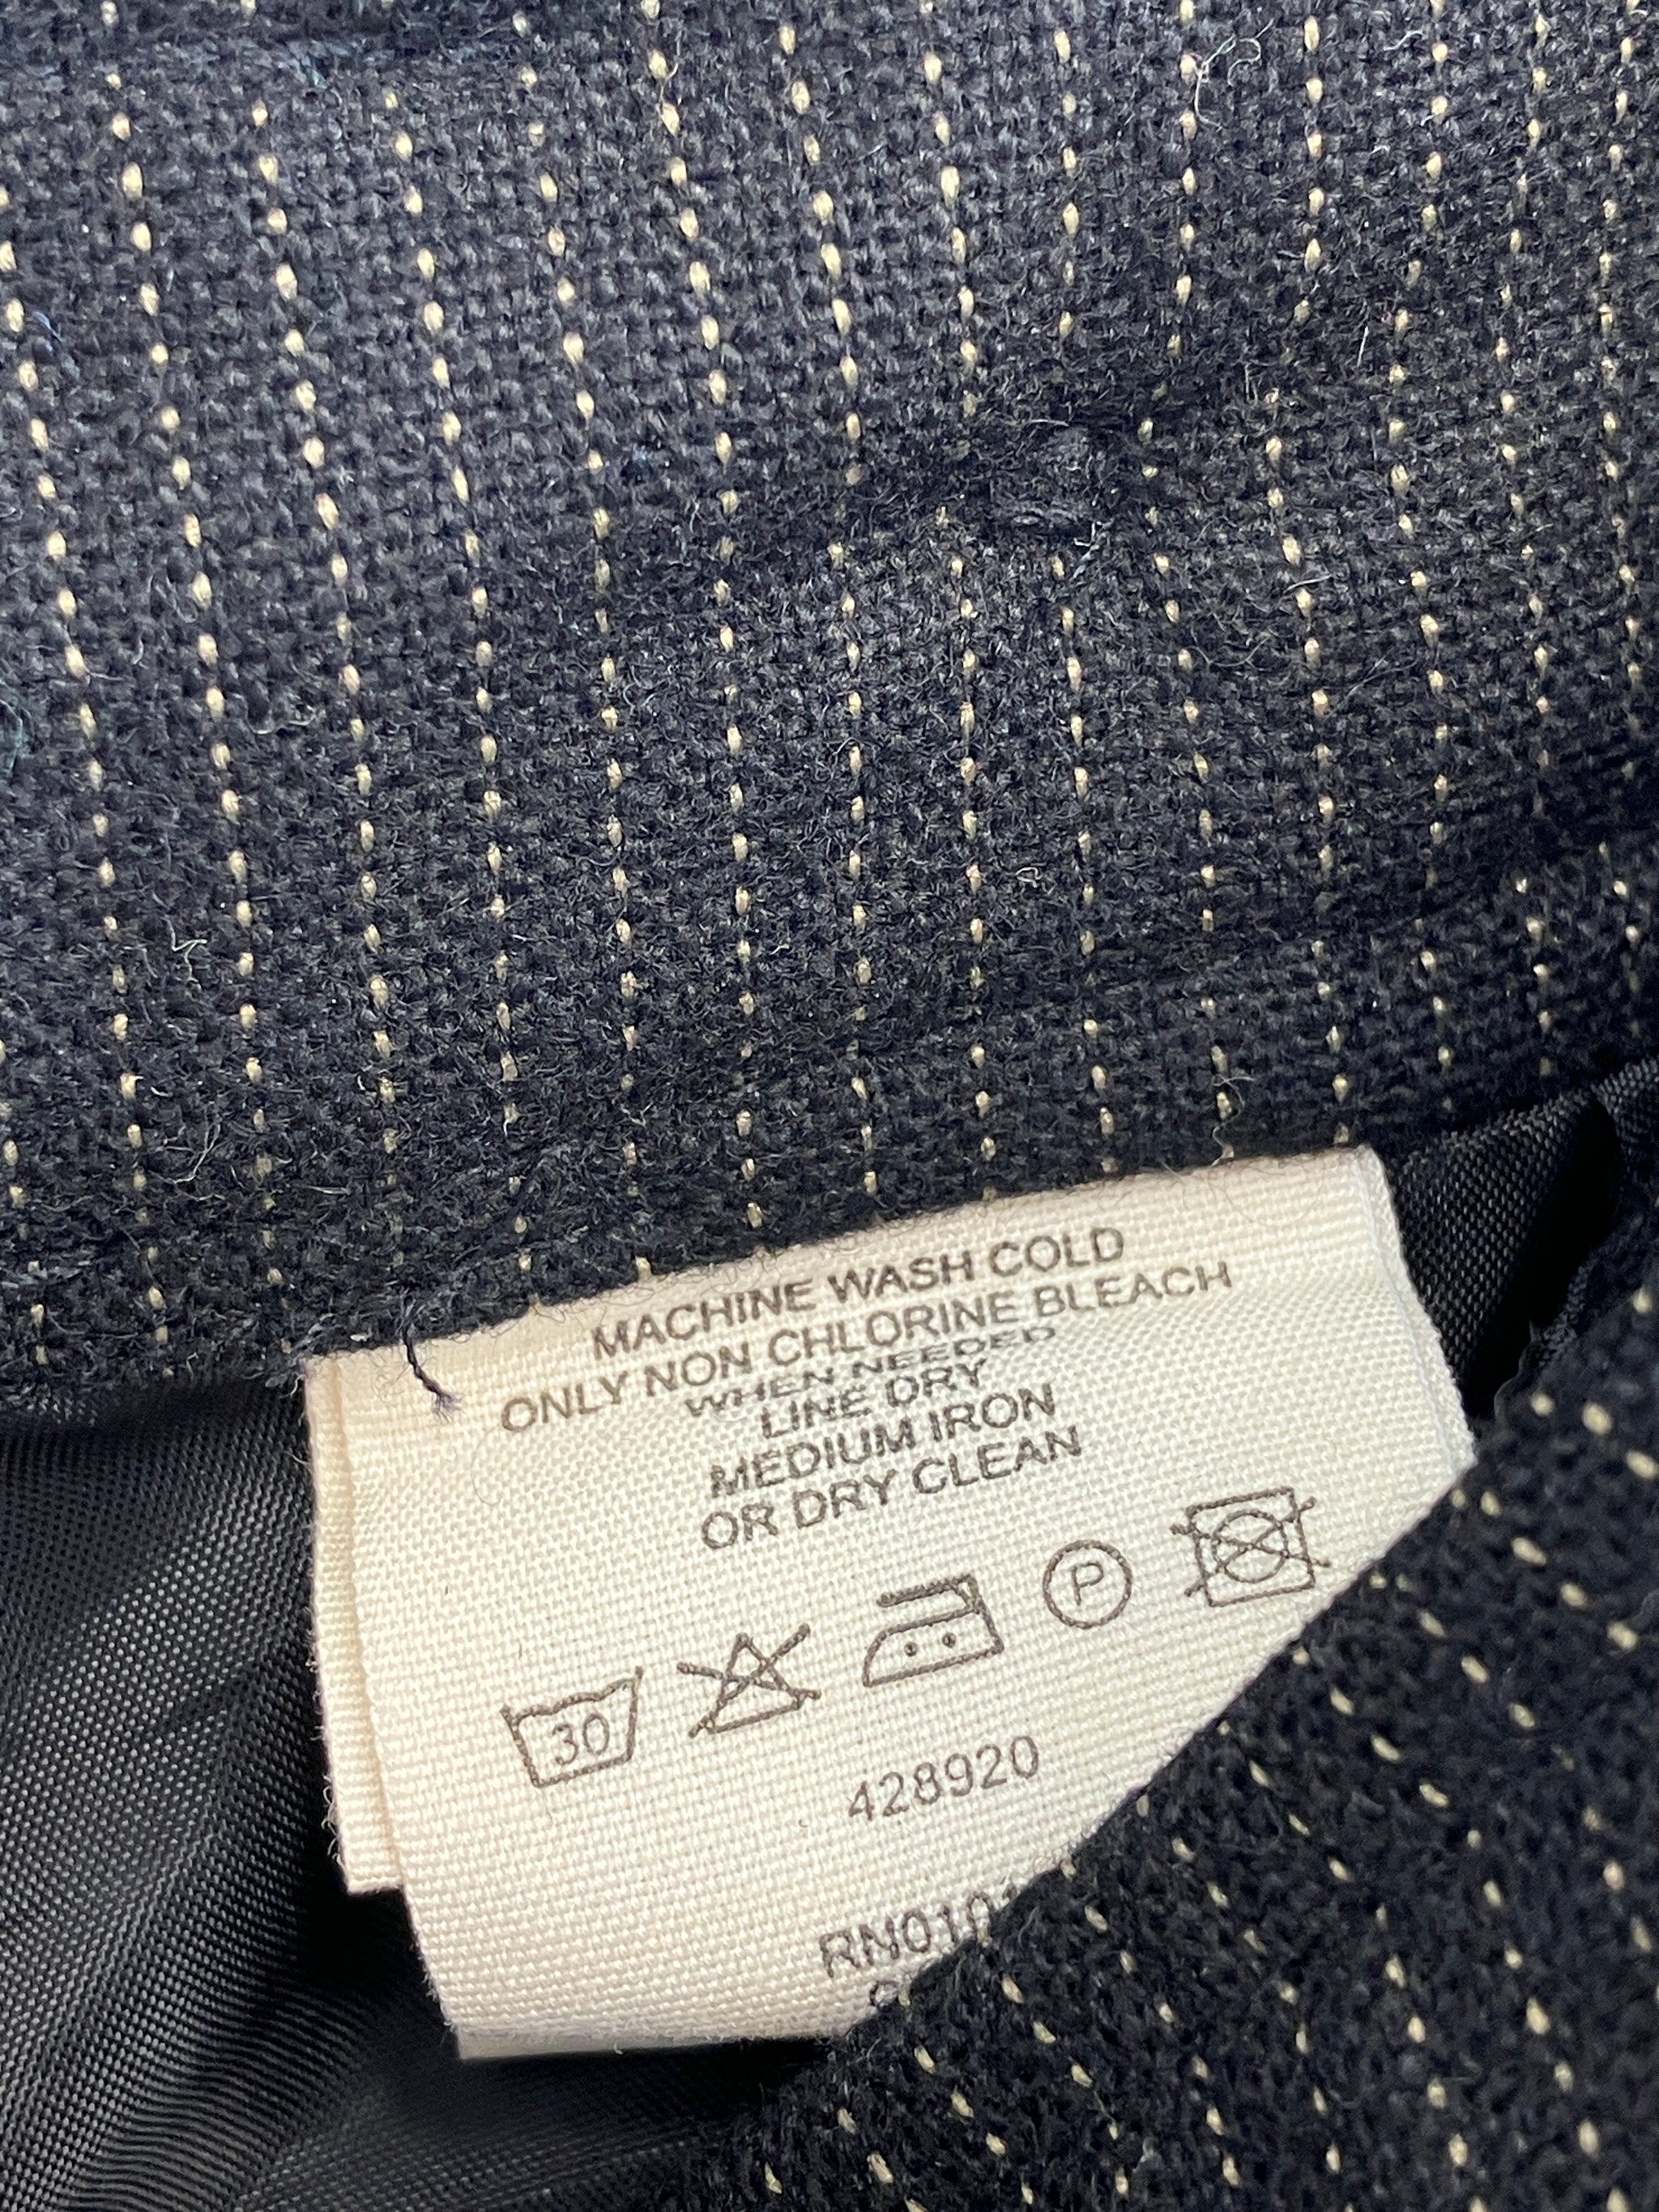 MACHINE WASH COLD
ONLY NON CHLORINE BLEACH
WHEN NEEDED
LINE DRY
MEDIUM IRON
OR DRY CLEAN
30
P
428920